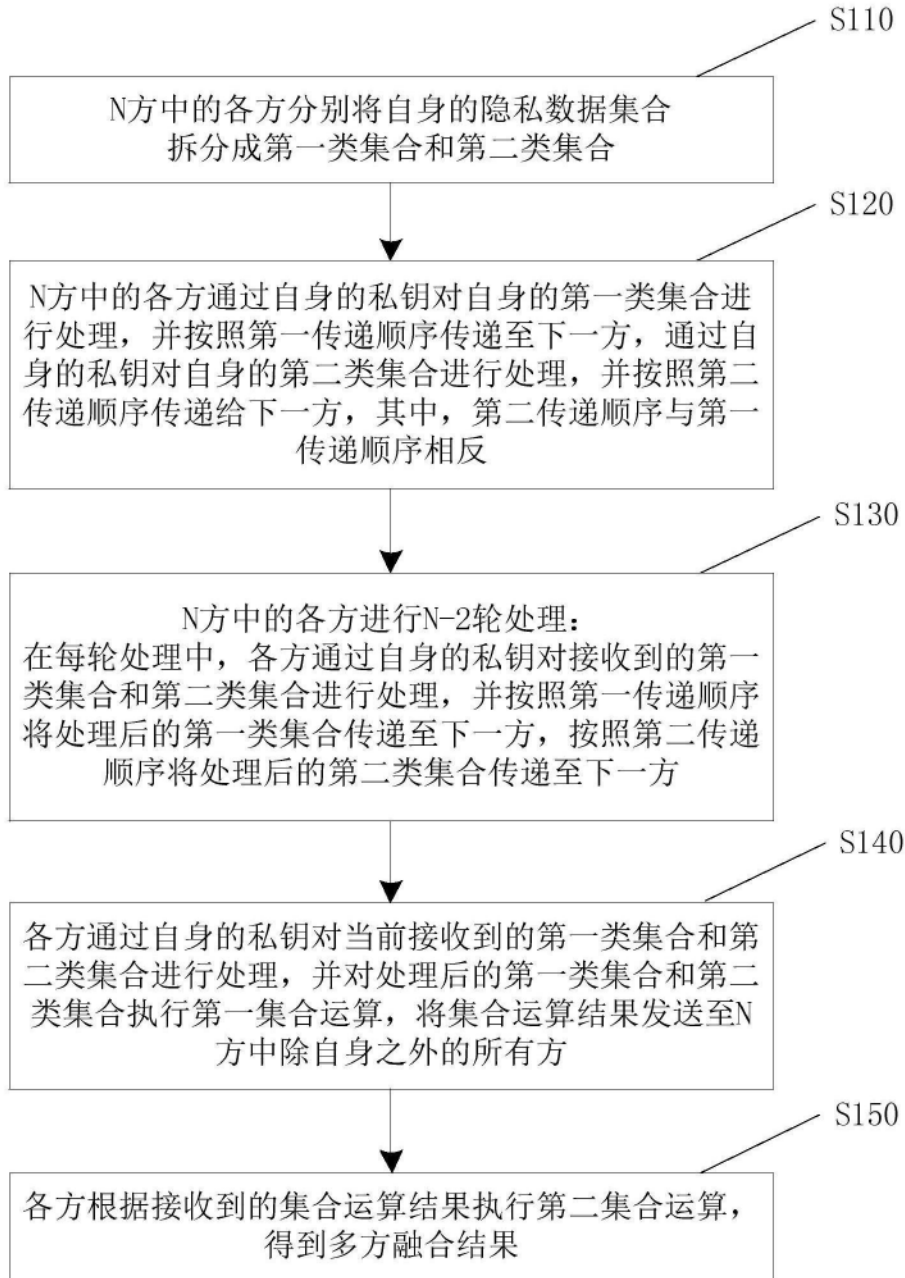 S110
N方中的各方分别将自身的隐私数据集合
拆分成第一类集合和第二类集合
S120
N方中的各方通过自身的私钥对自身的第一类集合进
行处理，并按照第一传递顺序传递至下一方，通过自
身的私钥对自身的第二类集合进行处理，并按照第二
传递顺序传递给下一方，其中，第二传递顺序与第一
传递顺序相反
S130
N方中的各方进行N-2轮处理：
在每轮处理中，各方通过自身的私钥对接收到的第一
类集合和第二类集合进行处理，并按照第一传递顺序
将处理后的第一类集合传递至下一方，按照第二传递
顺序将处理后的第二类集合传递至下一方
S140
各方通过自身的私钥对当前接收到的第一类集合和第
二类集合进行处理，并对处理后的第一类集合和第二
类集合执行第一集合运算，将集合运算结果发送至N
方中除自身之外的所有方
S150
各方根据接收到的集合运算结果执行第二集合运算，
得到多方融合结果